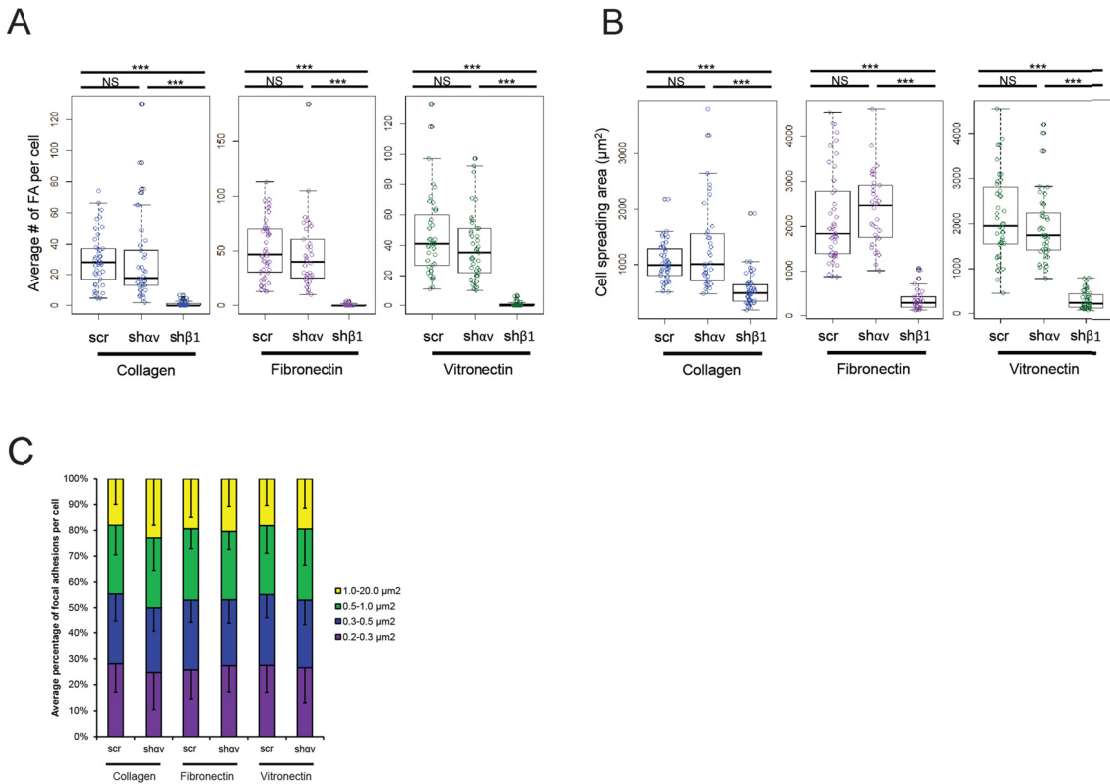 A
B
*** *** ***
NS *** NS *** NS ***
*** *** ***
NS *** NS *** NS ***
Average # of FA per cell
0 20 40 60 80 100 120
0 50 100 150
0 20 40 60 80 100 120
scr shαv shβ1
Collagen
scr shαv shβ1
Fibronectin
scr shαv shβ1
Vitronectin
Cell spreading area (µm²)
1000 2000 3000
0 1000 2000 3000 4000
0 1000 2000 3000 4000
scr shαv shβ1
Collagen
scr shαv shβ1
Fibronectin
scr shαv shβ1
Vitronectin
C
Average percentage of focal adhesions per cell
100%
90%
80%
70%
60%
50%
40%
30%
20%
10%
0%
1.0-20.0 µm2
0.5-1.0 µm2
0.3-0.5 µm2
0.2-0.3 µm2
scr shαv scr shαv scr shαv
Collagen Fibronectin Vitronectin